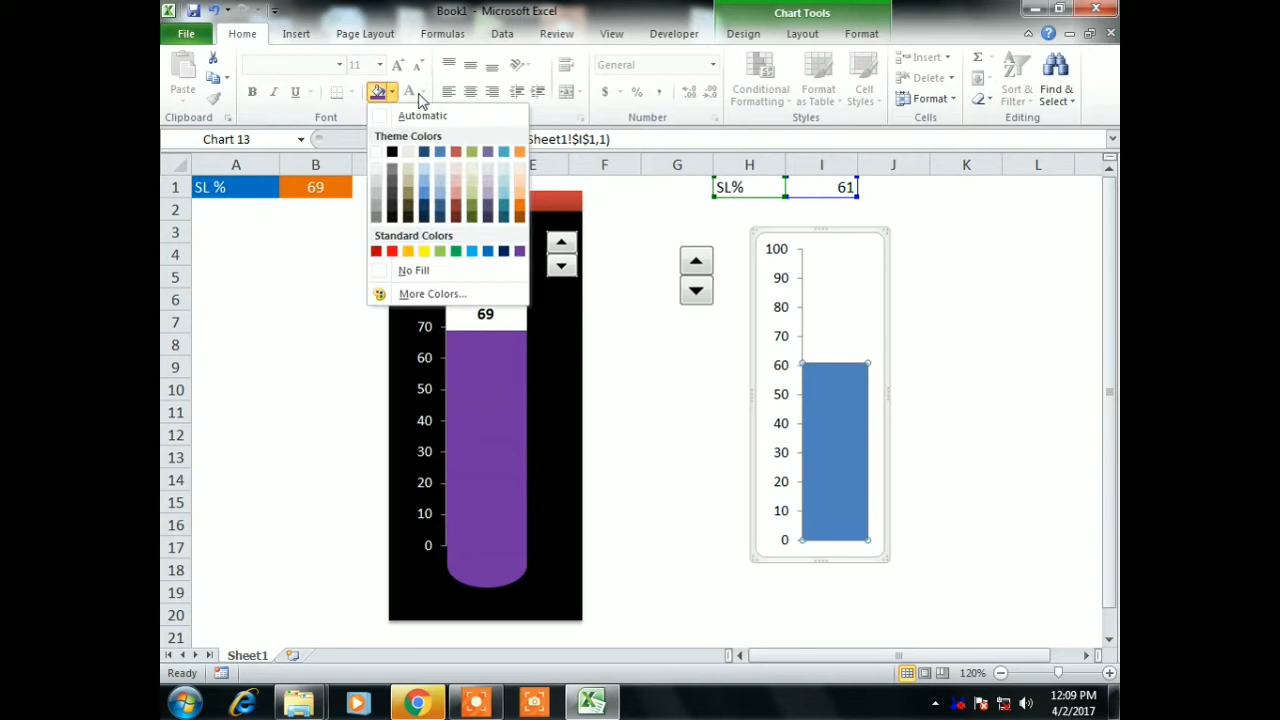 Book1 - Microsoft Excel
Chart Tools
File Home Insert Page Layout Formulas Data Review View Developer Design Layout Format
Paste
11
B I U
General
$ % ,
Conditional Formatting
Format as Table
Cell Styles
Insert
Delete
Format
Sort & Filter
Find & Select
Clipboard Font Number Styles Cells Editing
Chart 13
Sheet1!$I$1,1)
Automatic
Theme Colors
Standard Colors
No Fill
More Colors...
A B E F G H I J K L
1 SL % 69 SL% 61
2
3
4
5
6
7
8
9
10
11
12
13
14
15
16
17
18
19
20
21
69
70
60
50
40
30
20
10
0
100
90
80
70
60
50
40
30
20
10
0
Sheet1
Ready
120%
12:09 PM
4/2/2017